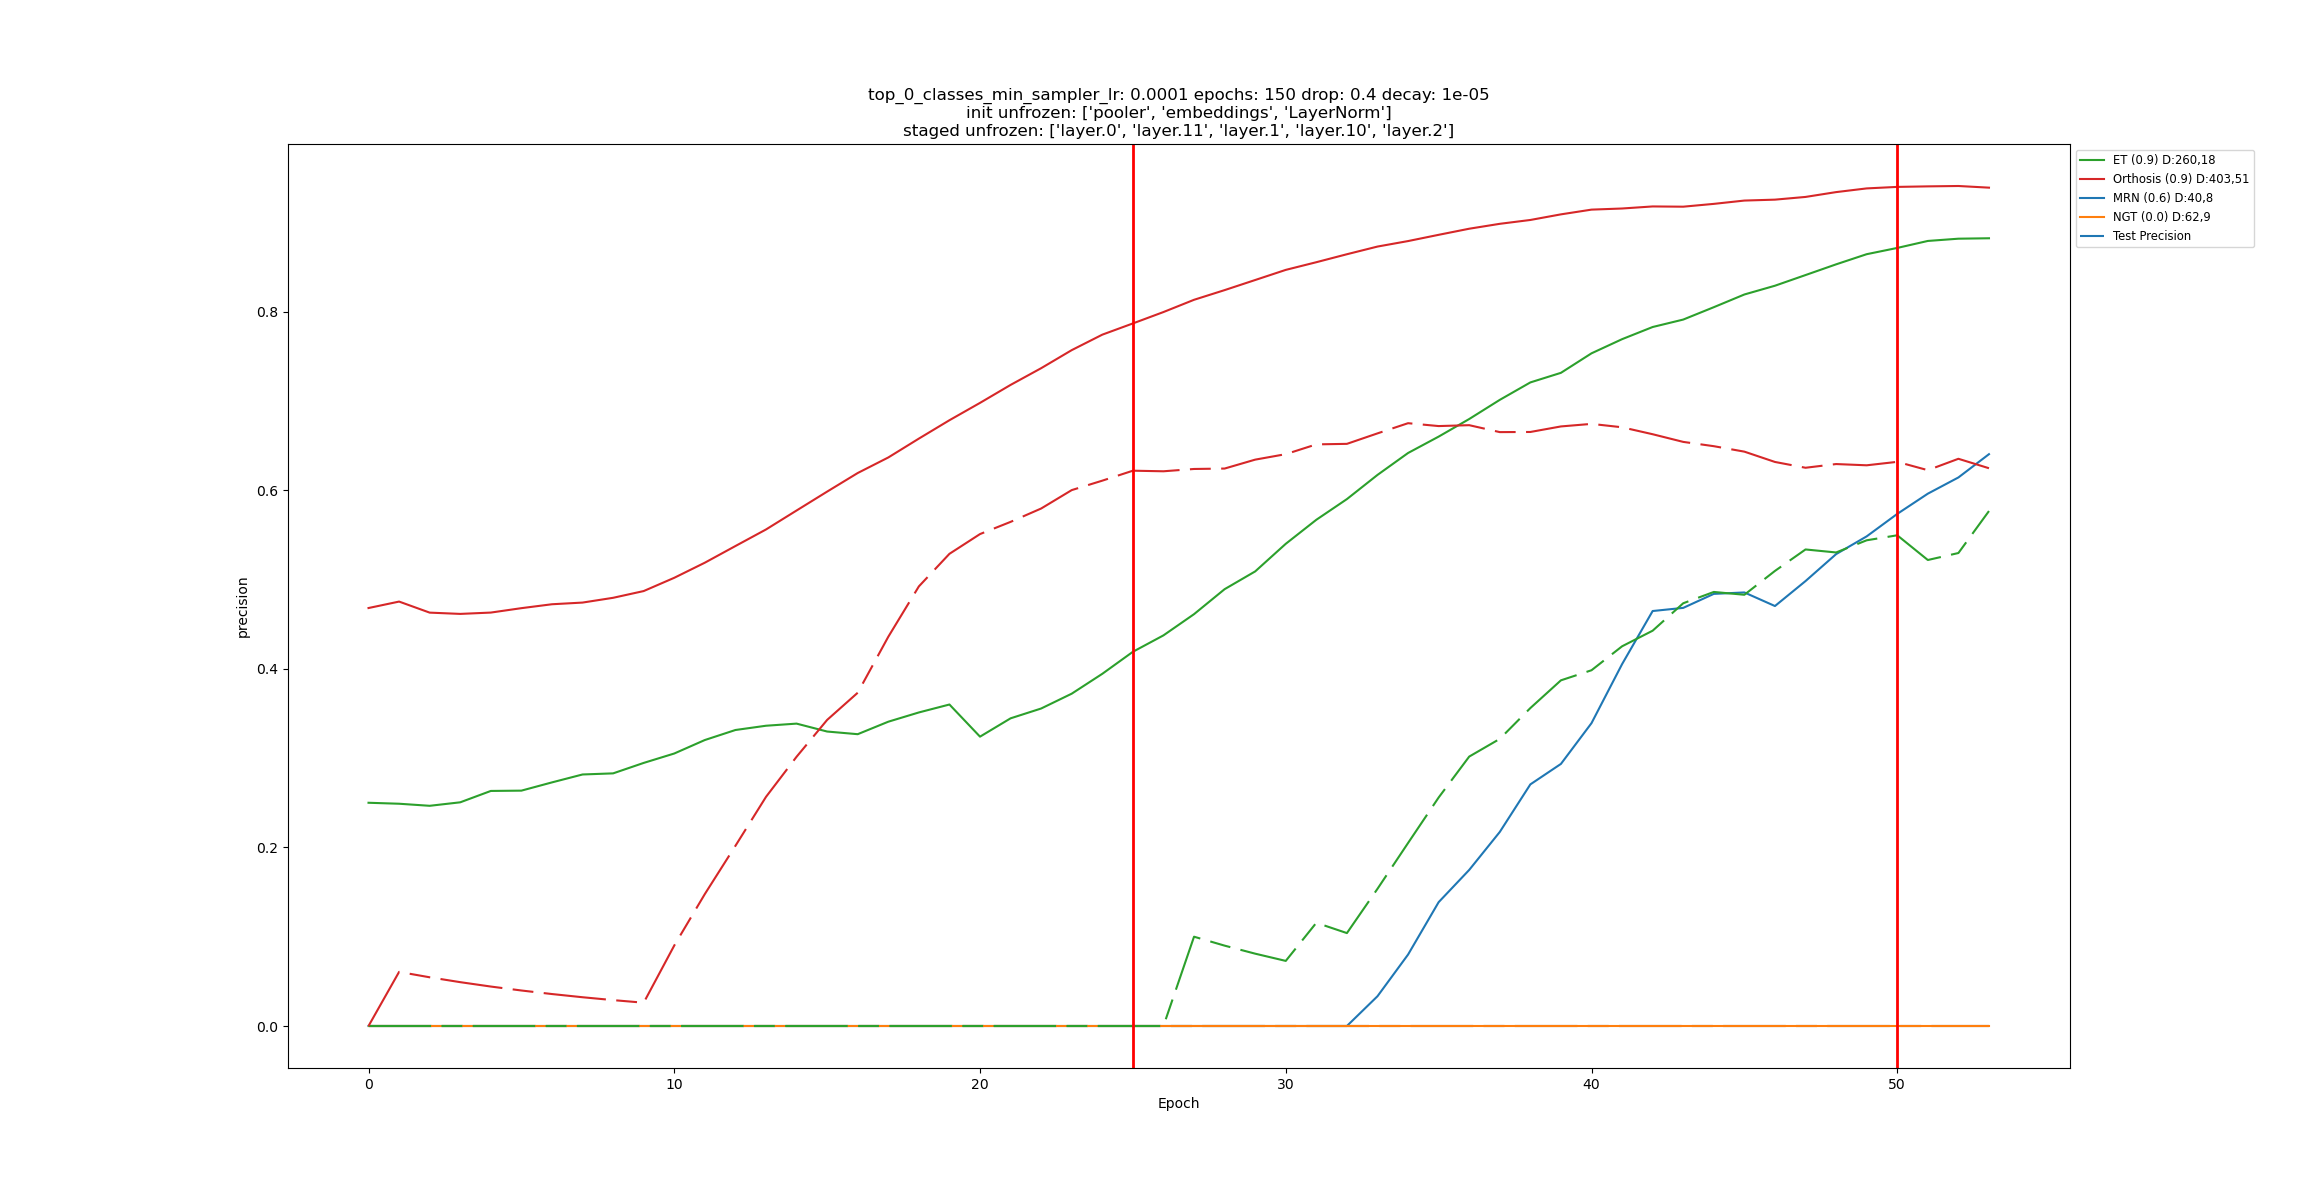 top_0_classes_min_sampler_lr: 0.0001 epochs: 150 drop: 0.4 decay: 1e-05
init unfrozen: ['pooler', 'embeddings', 'LayerNorm']
staged unfrozen: ['layer.0', 'layer.11', 'layer.1', 'layer.10', 'layer.2']
ET (0.9) D:260,18
Orthosis (0.9) D:403,51
MRN (0.6) D:40,8
NGT (0.0) D:62,9
Test Precision
precision
0.8
0.6
0.4
0.2
0.0
0 10 20 30 40 50
Epoch